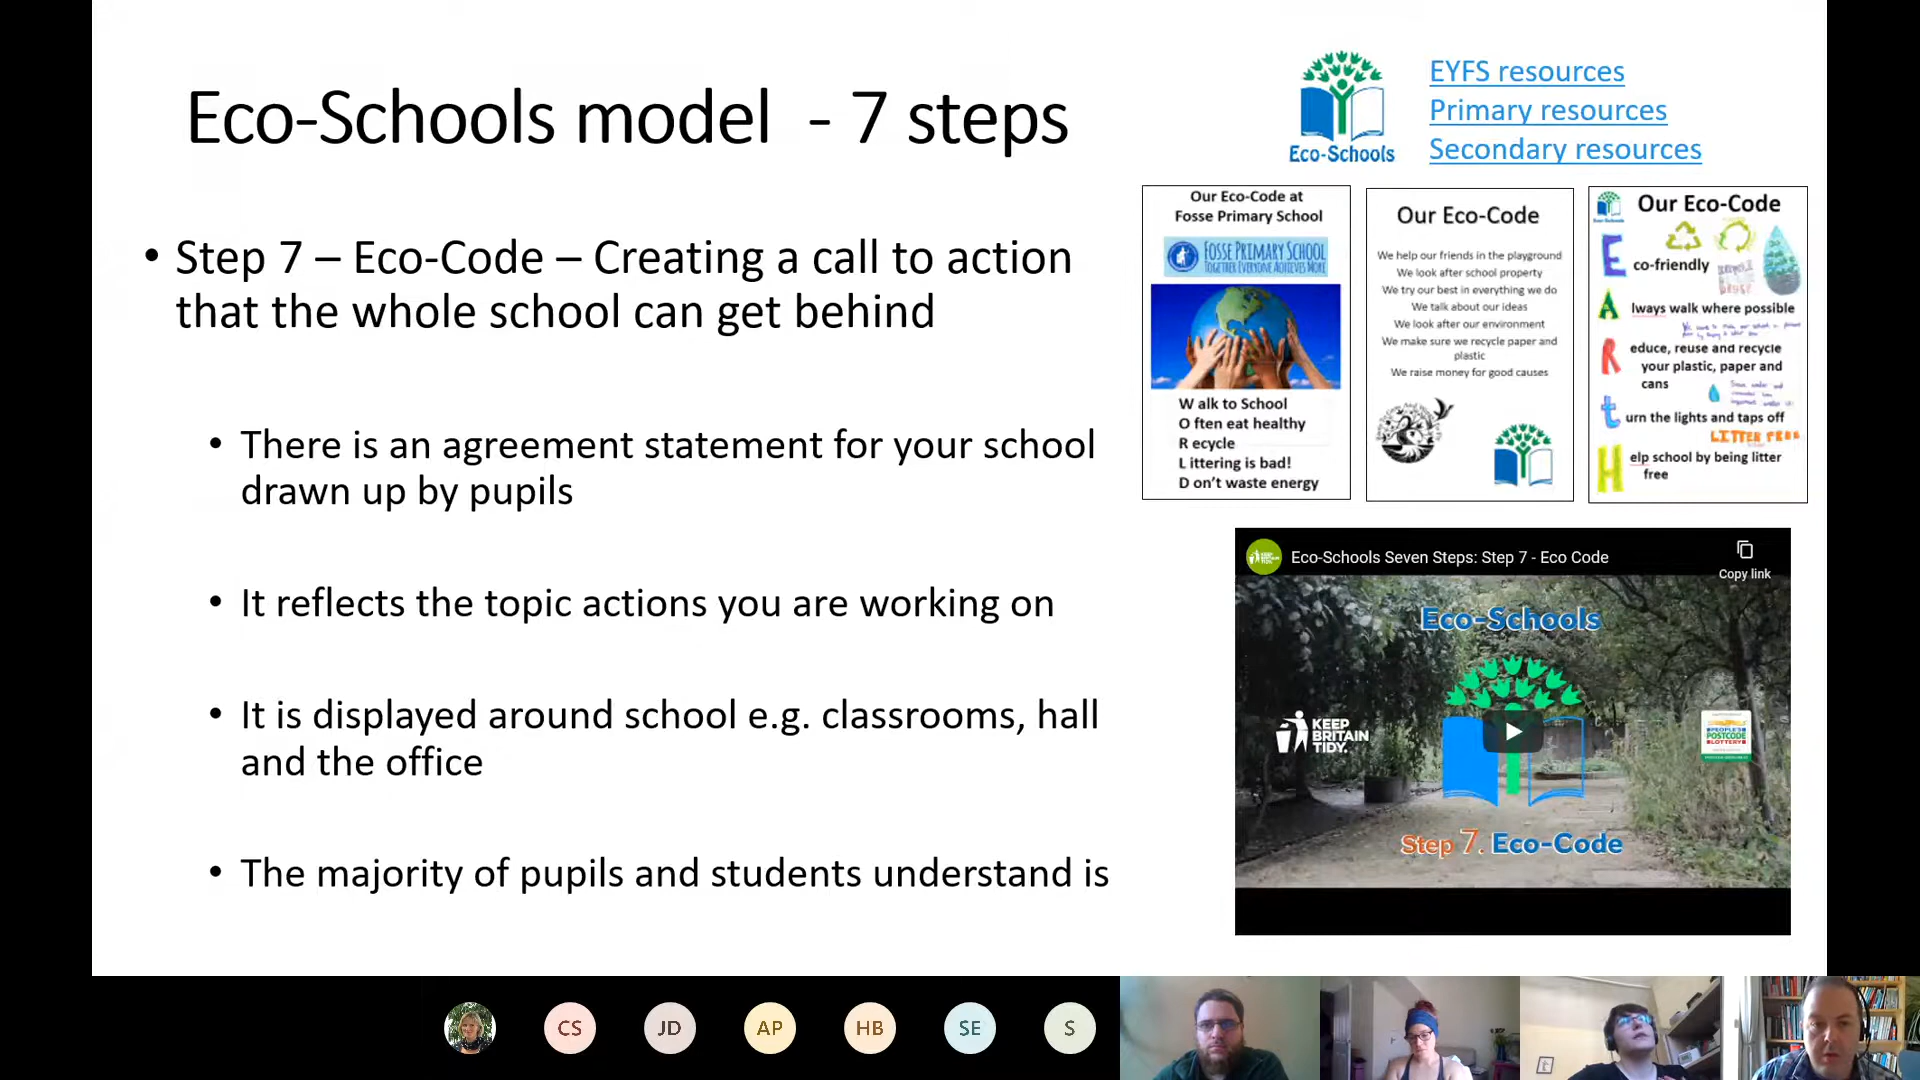 Eco-Schools model - 7 steps
Eco-Schools
EYFS resources
Primary resources
Secondary resources
• Step 7 – Eco-Code – Creating a call to action
that the whole school can get behind
• There is an agreement statement for your school
drawn up by pupils
• It reflects the topic actions you are working on
• It is displayed around school e.g. classrooms, hall
and the office
• The majority of pupils and students understand is
Our Eco-Code at
Fosse Primary School
FOSSE PRIMARY SCHOOL
TOGETHER EVERYONE ACHIEVES MORE
W alk to School
O ften eat healthy
R ecycle
L ittering is bad!
D on't waste energy
Our Eco-Code
We help our friends in the playground
We look after school property
We try our best in everything we do
We talk about our ideas
We look after our environment
We make sure we recycle paper and
plastic
We raise money for good causes
Our Eco-Code
E co-friendly
A lways walk where possible
R educe, reuse and recycle
your plastic, paper and
cans
t urn the lights and taps off
LITTER FREE
H elp school by being litter
free
Eco-Schools Seven Steps: Step 7 - Eco Code
Copy link
Eco-Schools
KEEP
BRITAIN
TIDY.
PEOPLE'S
POSTCODE
LOTTERY
Step 7. Eco-Code
CS
JD
AP
HB
SE
S